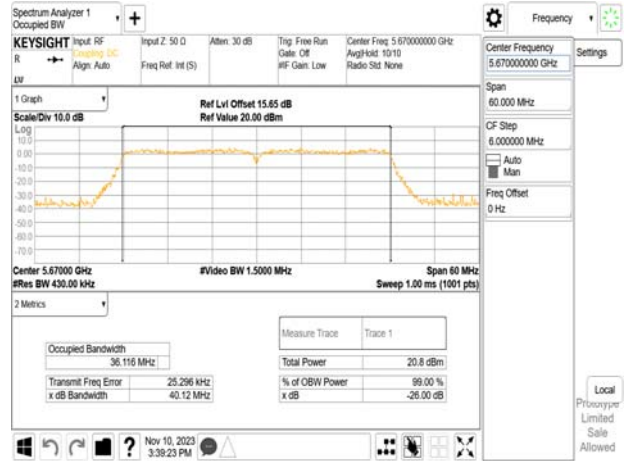 Spectrum Analyzer 1
Occupied BW
KEYSIGHT
R
LM
Input: RF
Coupling: DC
Align: Auto
Input Z: 50 Ω
Freq Ref: Int (S)
Atten: 30 dB
Trig: Free Run
Gate: Off
#IF Gain: Low
Center Freq: 5.670000000 GHz
Avg|Hold: 10/10
Radio Std: None
1 Graph
Scale/Div 10.0 dB
Ref Lvl Offset 15.65 dB
Ref Value 20.00 dBm
Log
10.0
0.00
-10.0
-20.0
-30.0
-40.0
-50.0
-60.0
-70.0
Center 5.67000 GHz
#Res BW 430.00 kHz
#Video BW 1.5000 MHz
Span 60 MHz
Sweep 1.00 ms (1001 pts)
2 Metrics
Occupied Bandwidth
36.116 MHz
Transmit Freq Error 25.296 kHz
x dB Bandwidth 40.12 MHz
Measure Trace Trace 1
Total Power 20.8 dBm
% of OBW Power 99.00 %
x dB -26.00 dB
Nov 10, 2023
3:39:23 PM
Frequency
Settings
Center Frequency
5.670000000 GHz
Span
60.000 MHz
CF Step
6.000000 MHz
Auto
Man
Freq Offset
0 Hz
Local
Prototype
Limited
Sale
Allowed